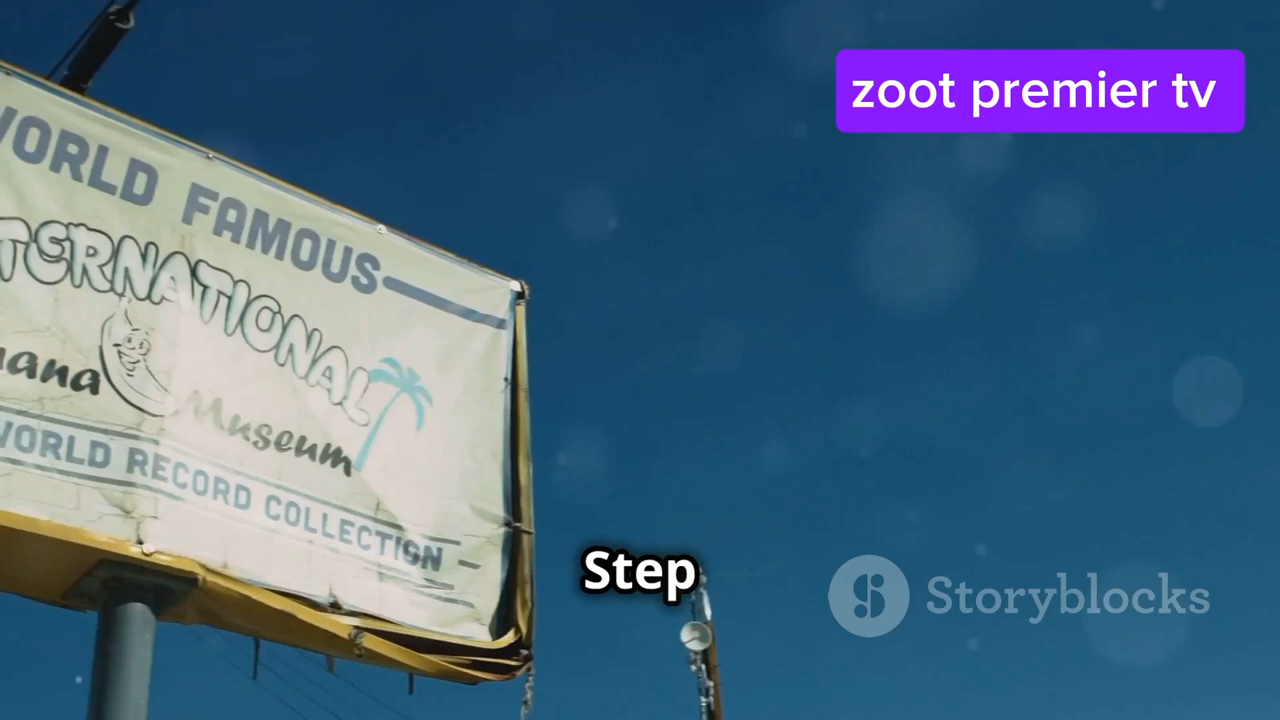 zoot premier tv
WORLD FAMOUS
TERNATIONAL
nana Museum
WORLD RECORD COLLECTION
Step
Storyblocks